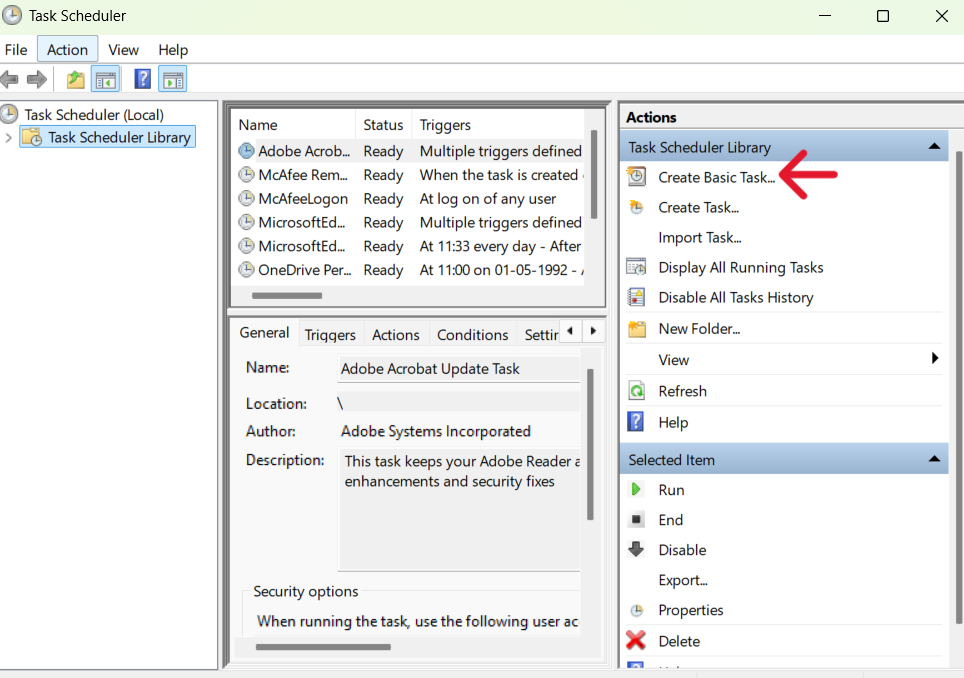 Task Scheduler
File Action View Help
Task Scheduler (Local)
Task Scheduler Library
Name Status Triggers
Adobe Acrob... Ready Multiple triggers defined
McAfee Rem... Ready When the task is created
McAfeeLogon Ready At log on of any user
MicrosoftEd... Ready Multiple triggers defined
MicrosoftEd... Ready At 11:33 every day - After
OneDrive Per... Ready At 11:00 on 01-05-1992 -
General Triggers Actions Conditions Settin
Name: Adobe Acrobat Update Task
Location: \
Author: Adobe Systems Incorporated
Description: This task keeps your Adobe Reader a
enhancements and security fixes
Security options
When running the task, use the following user ac
Actions
Task Scheduler Library
Create Basic Task...
Create Task...
Import Task...
Display All Running Tasks
Disable All Tasks History
New Folder...
View
Refresh
Help
Selected Item
Run
End
Disable
Export...
Properties
Delete